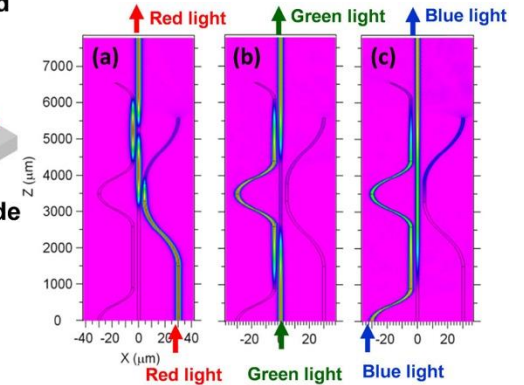 d
Red light
Green light
Blue light
(a)
(b)
(c)
7000
6000
5000
4000
3000
2000
1000
0
Z (μm)
de
-40 -20 0 20 40
-20 0 20
-20 0 20
X (μm)
Red light
Green light
Blue light